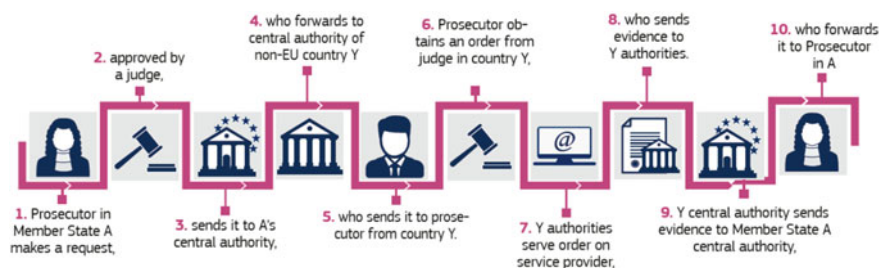 1. Prosecutor in
Member State A
makes a request,
2. approved by
a judge,
3. sends it to A's
central authority,
4. who forwards to
central authority of
non-EU country Y
5. who sends it to prose-
cutor from country Y.
6. Prosecutor ob-
tains an order from
judge in country Y,
7. Y authorities
serve order on
service provider,
@
8. who sends
evidence to
Y authorities.
9. Y central authority sends
evidence to Member State A
central authority,
10. who forwards
it to Prosecutor
in A